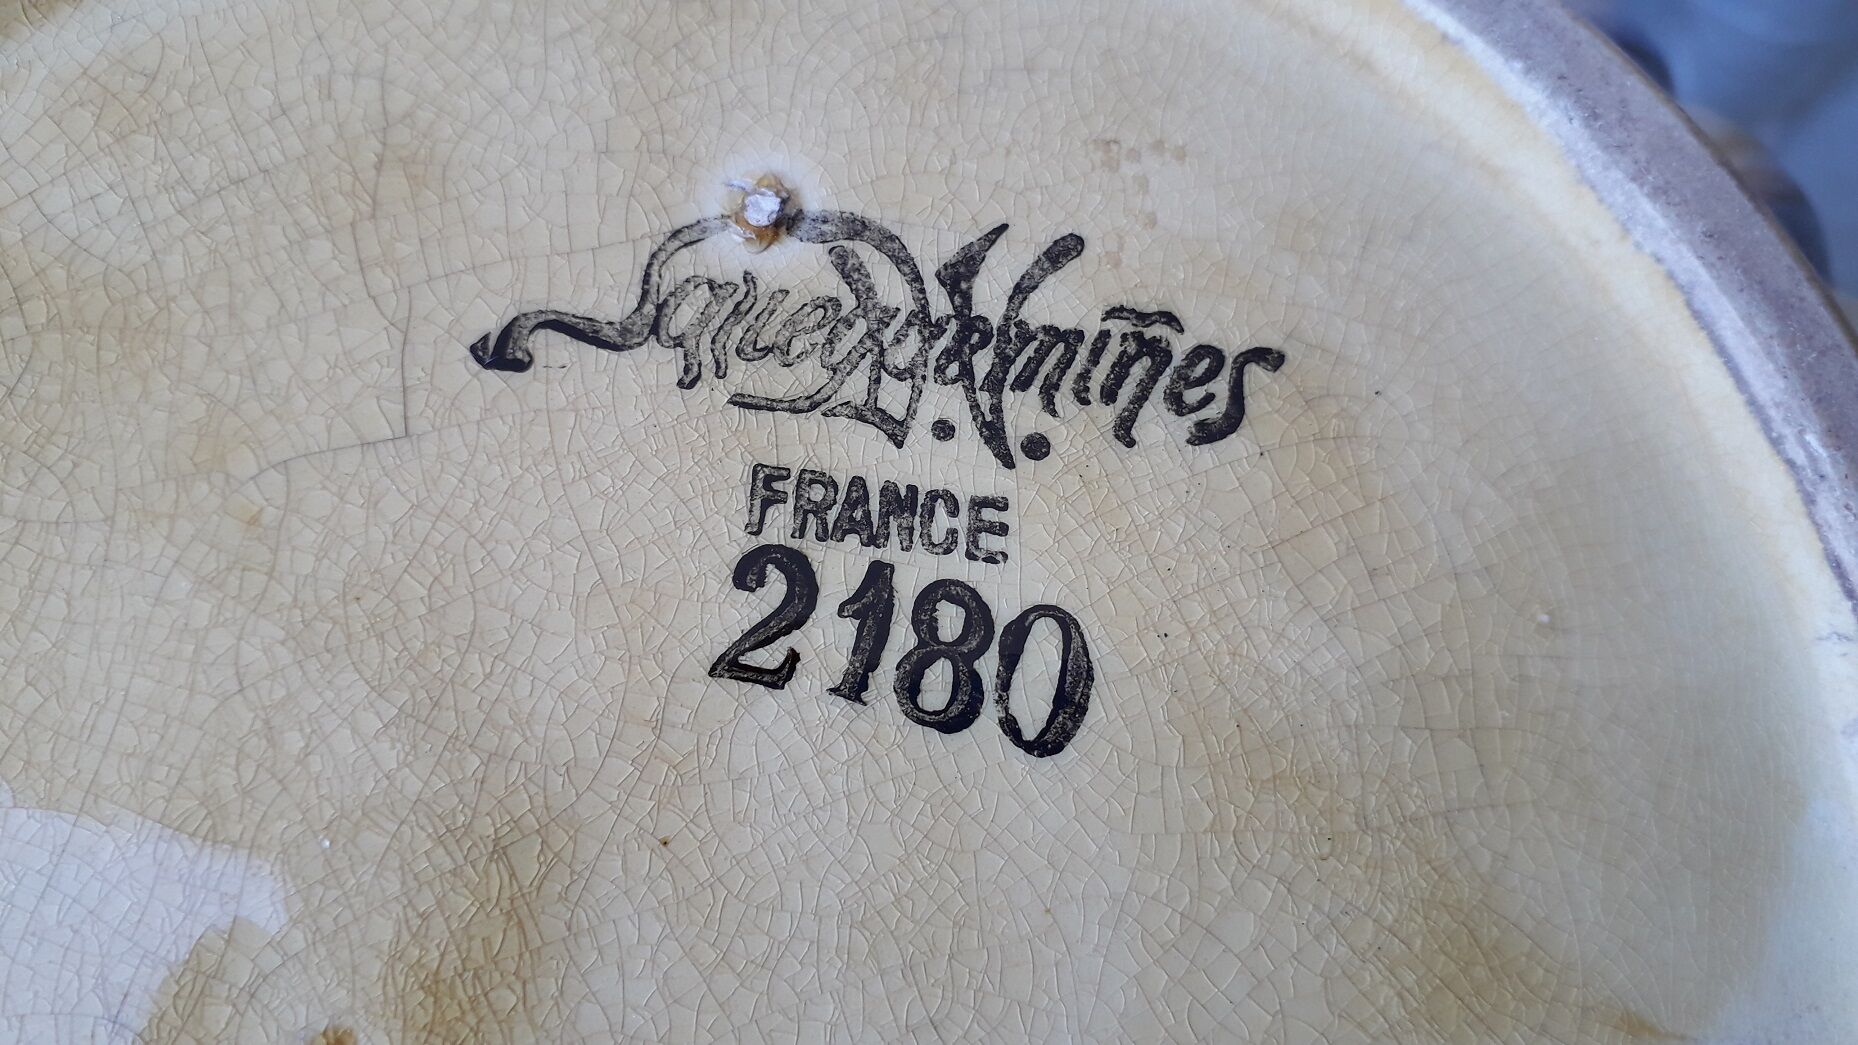 Sarreguemines
D.V.
FRANCE
2180